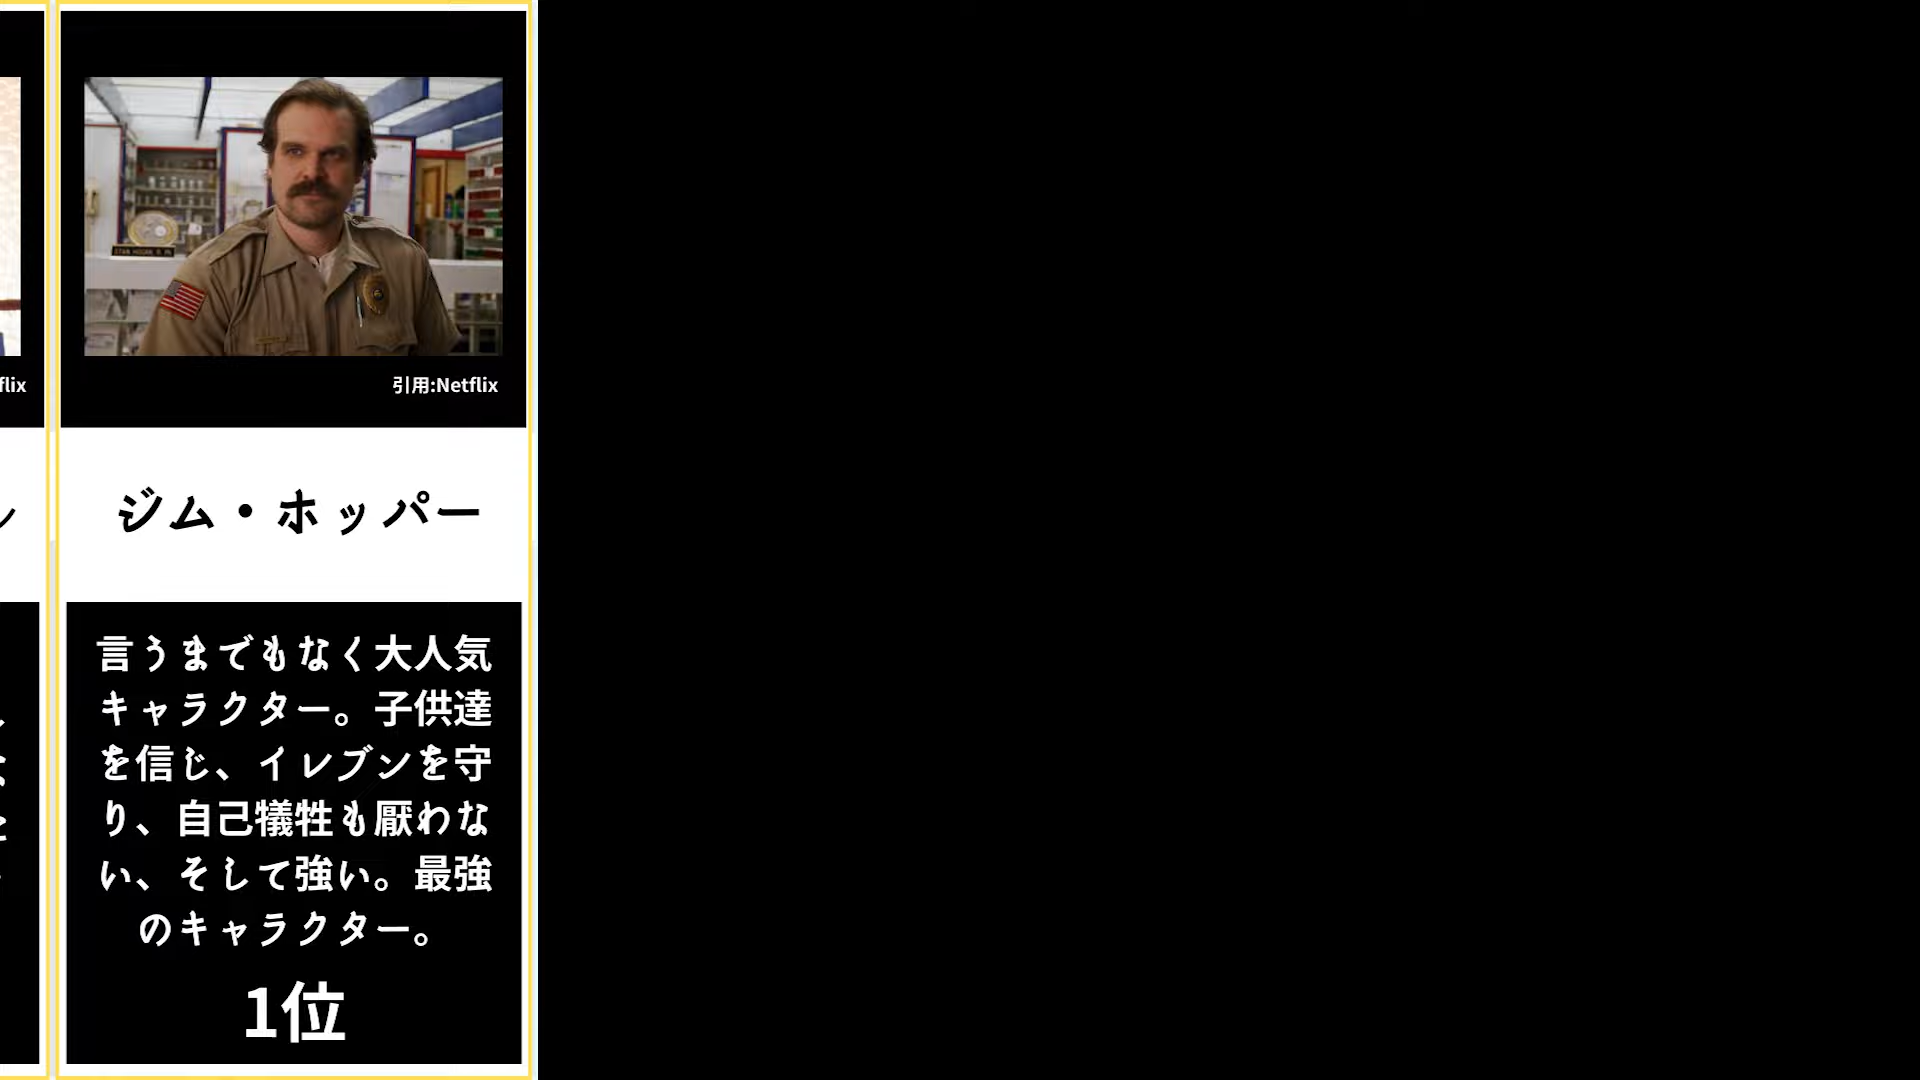 引用:Netflix
ジム・ホッパー
言うまでもなく大人気
キャラクター。子供達
を信じ、イレブンを守
り、自己犠牲も厭わな
い、そして強い。最強
のキャラクター。
1位